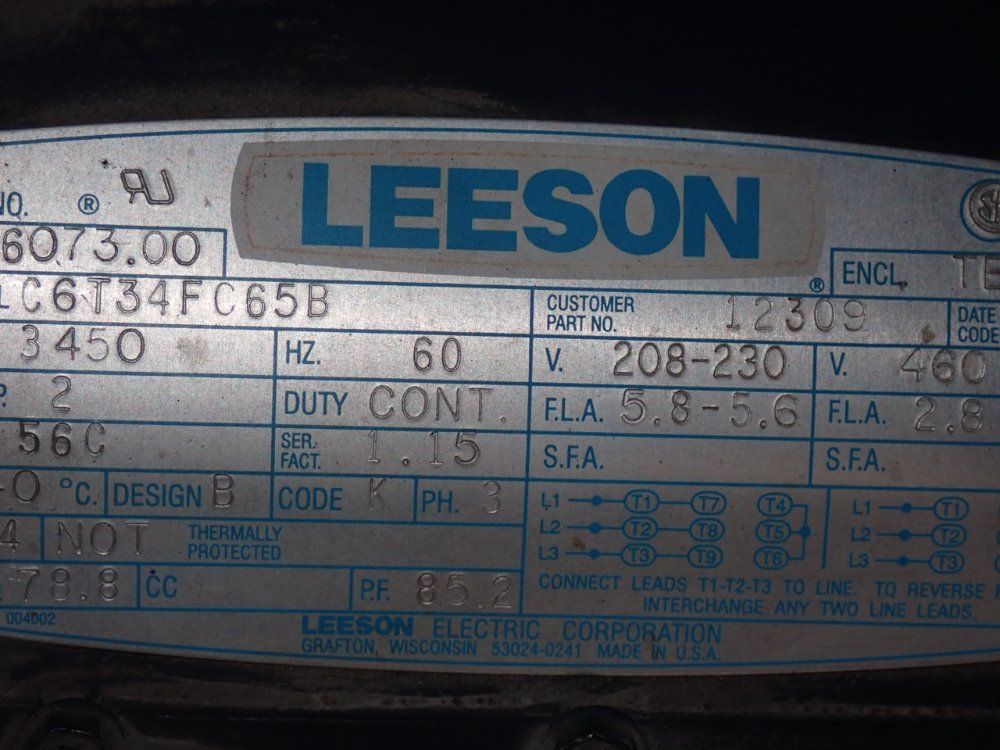 NO. ® LEESON ®
6073.00 ENCL. TE
LC6T34FC65B CUSTOMER PART NO. 12309 DATE CODE
3450 HZ. 60 V. 208-230 V. 460
P. 2 DUTY CONT. F.L.A. 5.8-5.6 F.L.A. 2.8
56C SER. FACT. 1.15 S.F.A. S.F.A.
0 °C. DESIGN B CODE K PH. 3
L1 T1 T7 T4 L1 T1
L2 T2 T8 T5 L2 T2
L3 T3 T9 T6 L3 T3
4 NOT THERMALLY PROTECTED
78.8 CC P.F. 85.2
CONNECT LEADS T1-T2-T3 TO LINE. TO REVERSE
INTERCHANGE ANY TWO LINE LEADS.
004002
LEESON ELECTRIC CORPORATION
GRAFTON, WISCONSIN 53024-0241 MADE IN U.S.A.